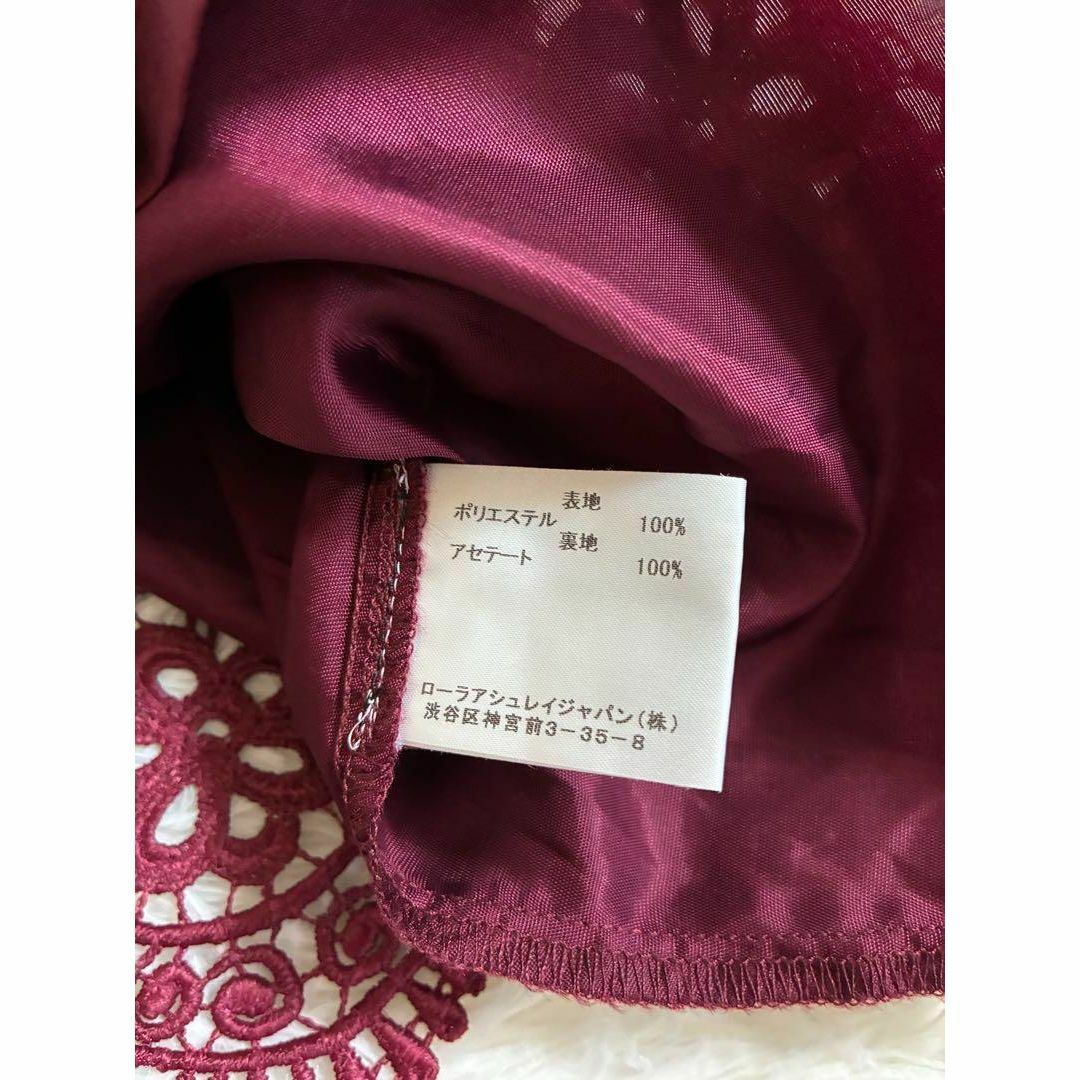 表地
ポリエステル 100%
裏地
アセテート 100%
ローラアシュレイジャパン(株)
渋谷区神宮前3-35-8